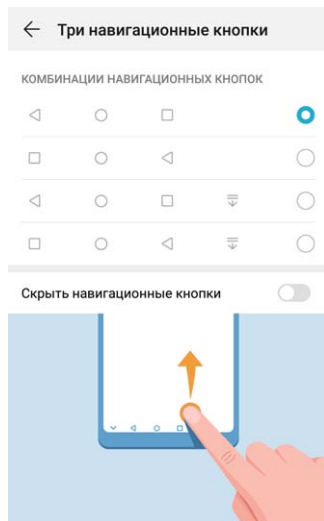 Три навигационные кнопки
КОМБИНАЦИИ НАВИГАЦИОННЫХ КНОПОК
Скрыть навигационные кнопки